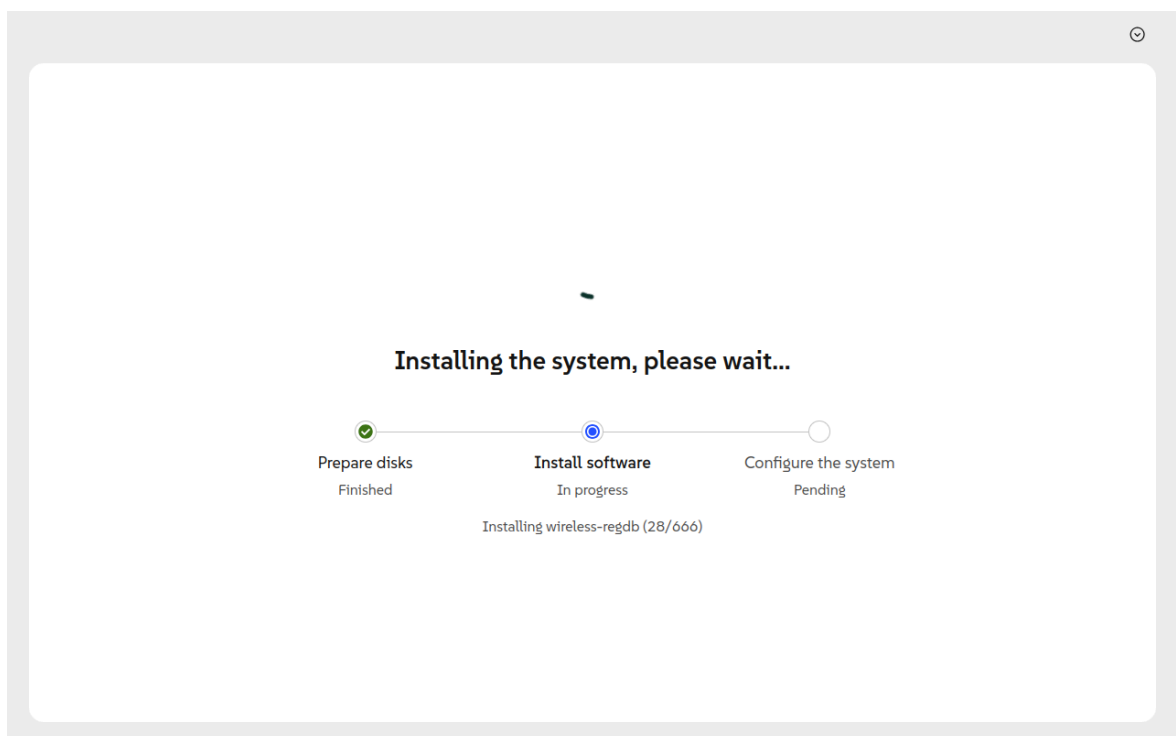 Installing the system, please wait...
Prepare disks
Finished
Install software
In progress
Configure the system
Pending
Installing wireless-regdb (28/666)